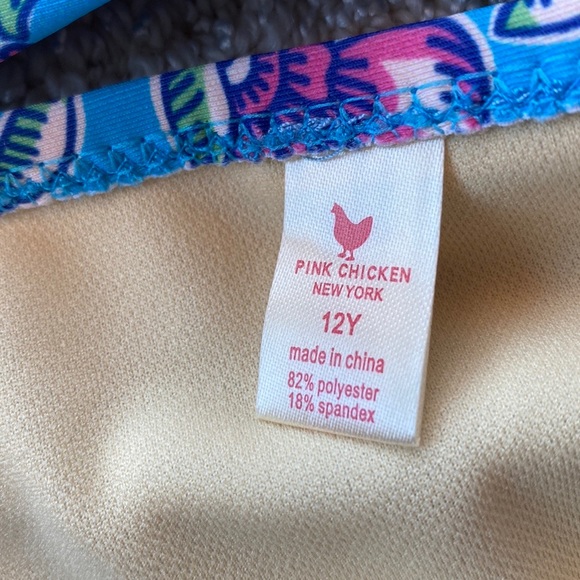 PINK CHICKEN
NEW YORK
12Y
made in china
82% polyester
18% spandex